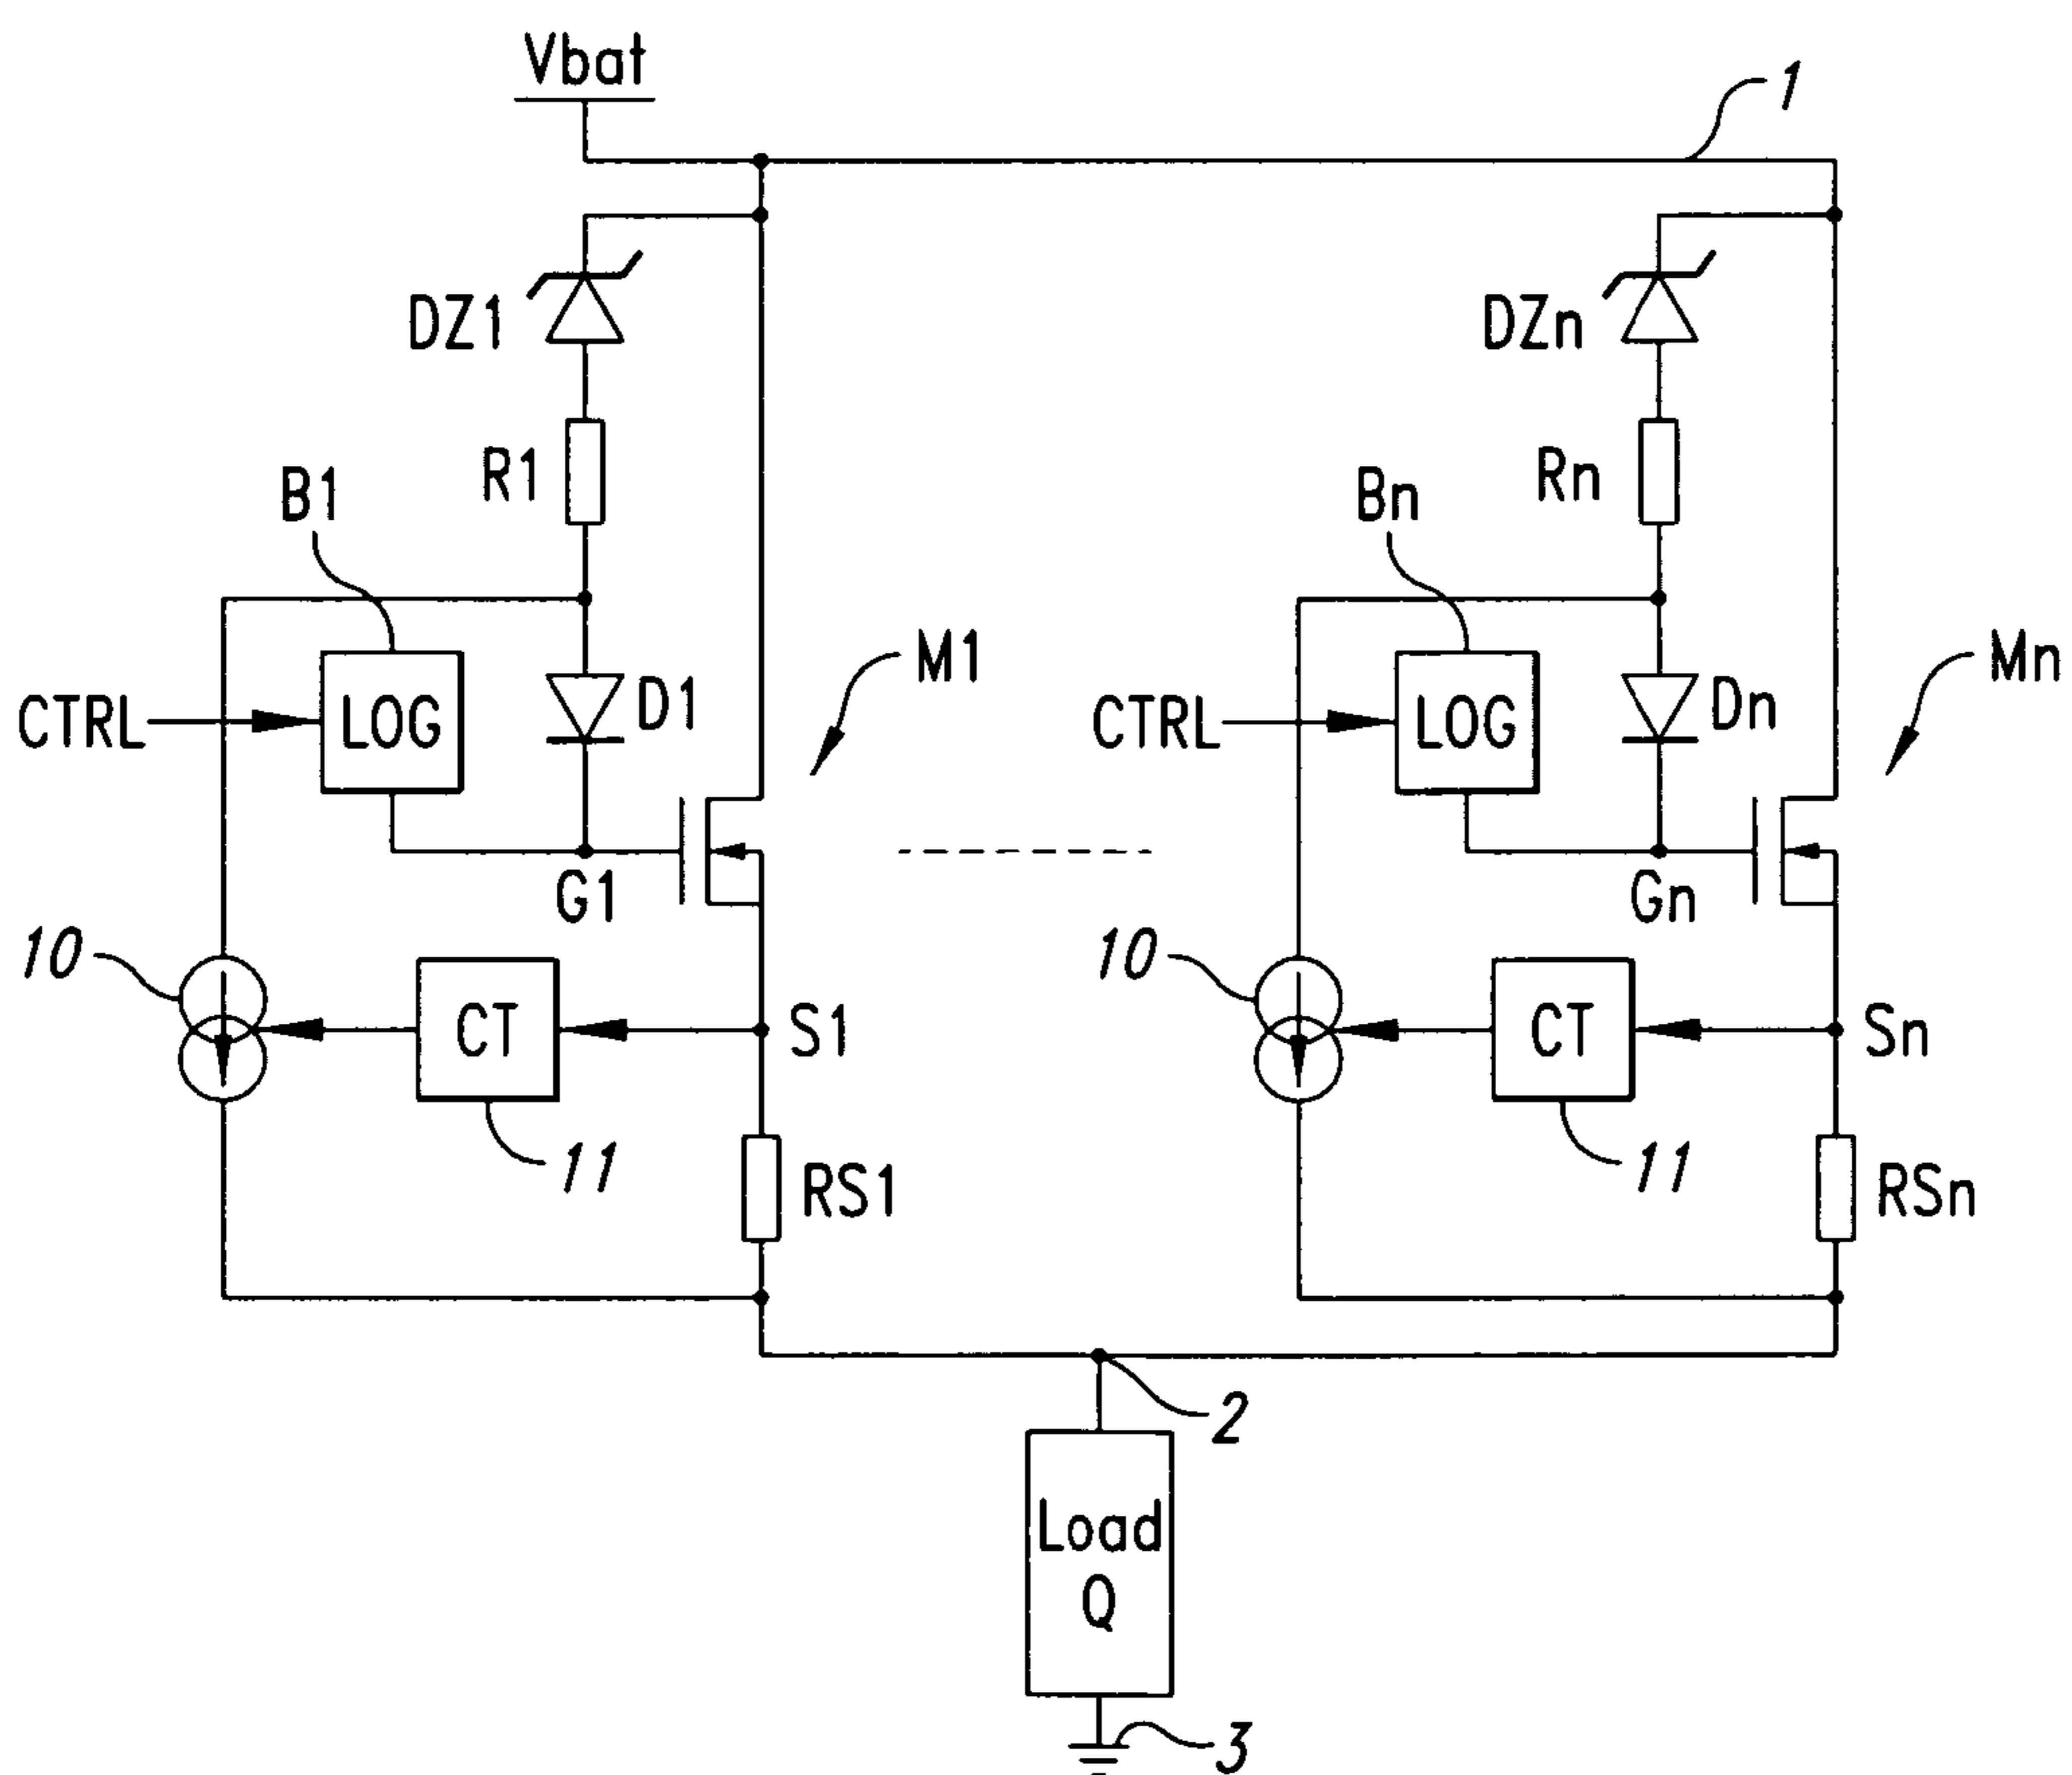 Vbat
1
DZ1
DZn
R1
Rn
B1
Bn
M1
Mn
CTRL
LOG
D1
CTRL
LOG
Dn
G1
Gn
10
CT
S1
10
CT
Sn
11
RS1
11
RSn
2
Load
Q
3